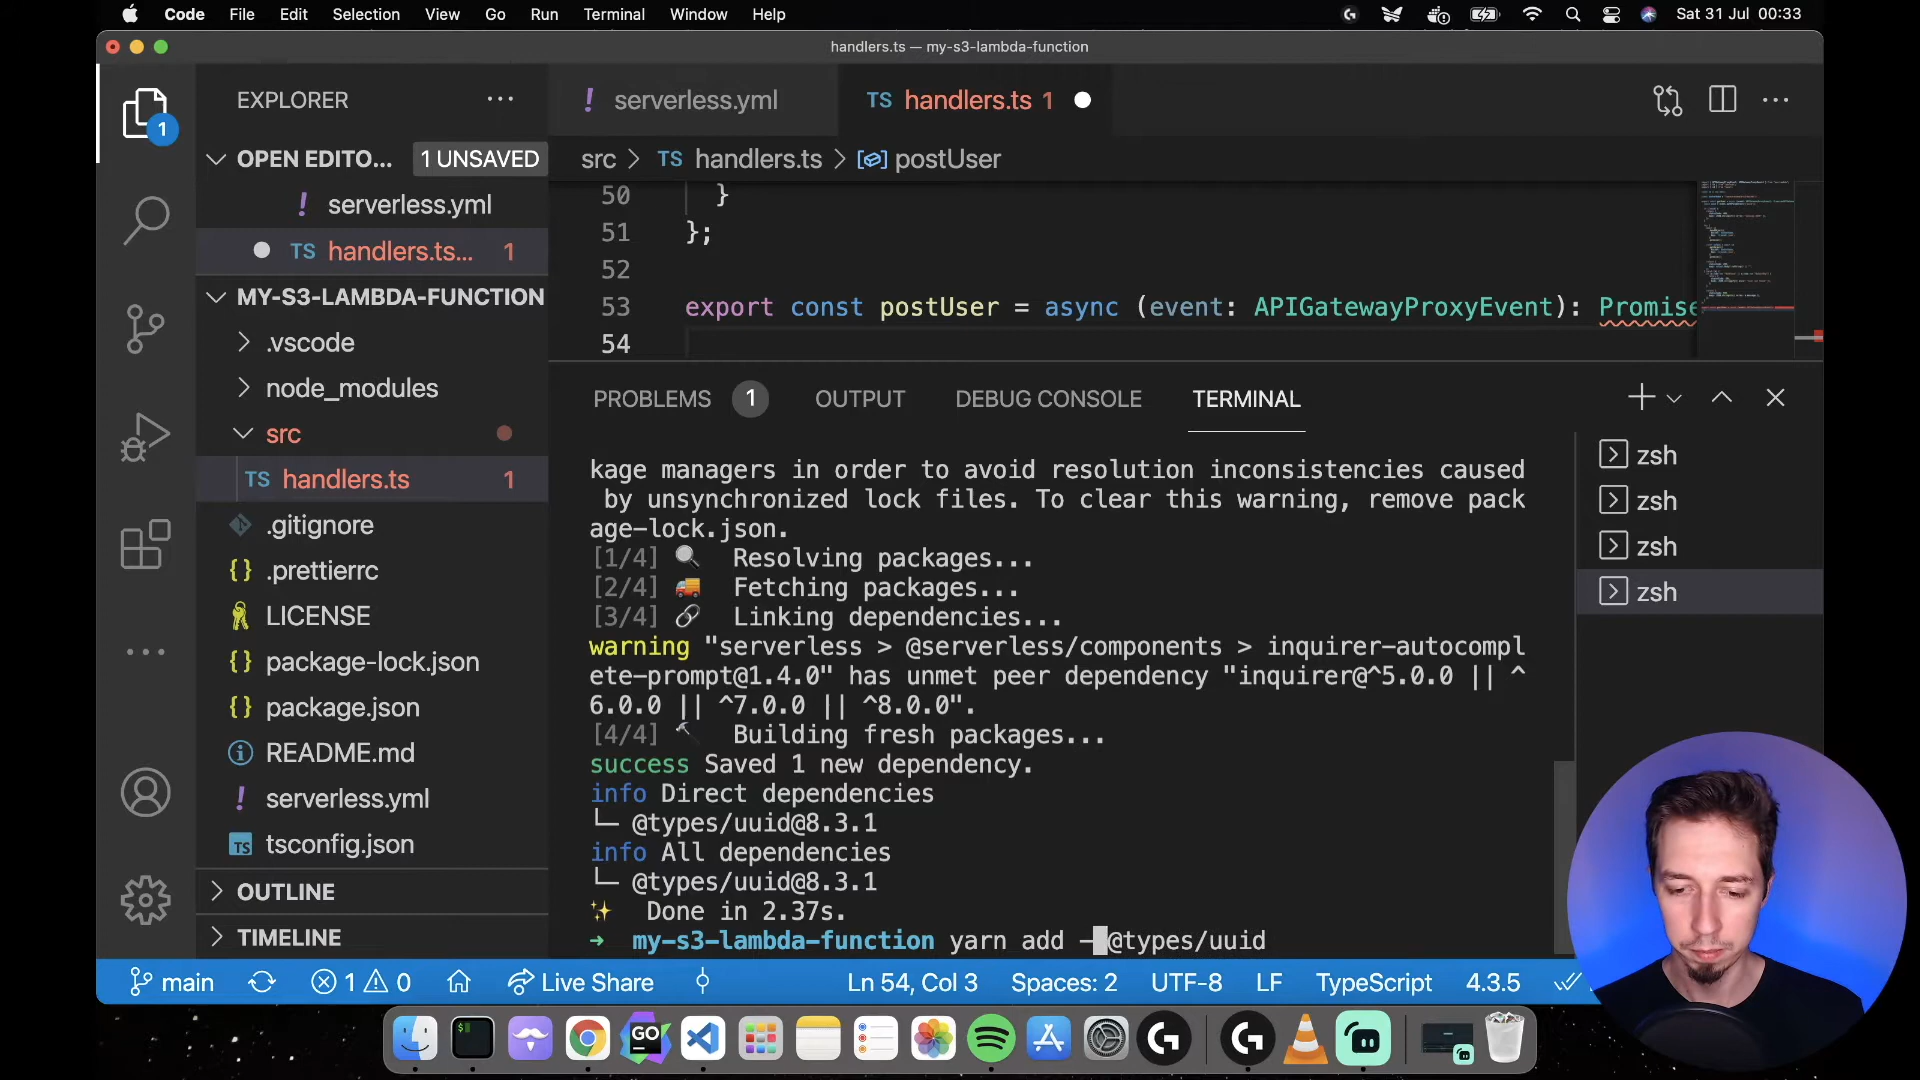 Code File Edit Selection View Go Run Terminal Window Help Sat 31 Jul 00:33
handlers.ts — my-s3-lambda-function
EXPLORER
1
OPEN EDITO... 1 UNSAVED
! serverless.yml
TS handlers.ts... 1
MY-S3-LAMBDA-FUNCTION
.vscode
node_modules
src
TS handlers.ts 1
.gitignore
{} .prettierrc
LICENSE
{} package-lock.json
{} package.json
README.md
! serverless.yml
TS tsconfig.json
OUTLINE
TIMELINE
! serverless.yml TS handlers.ts 1
src > TS handlers.ts > postUser
50 }
51 };
52
53 export const postUser = async (event: APIGatewayProxyEvent): Promise
54
PROBLEMS 1 OUTPUT DEBUG CONSOLE TERMINAL
kage managers in order to avoid resolution inconsistencies caused
by unsynchronized lock files. To clear this warning, remove pack
age-lock.json.
[1/4] Resolving packages...
[2/4] Fetching packages...
[3/4] Linking dependencies...
warning "serverless > @serverless/components > inquirer-autocompl
ete-prompt@1.4.0" has unmet peer dependency "inquirer@^5.0.0 || ^
6.0.0 || ^7.0.0 || ^8.0.0".
[4/4] Building fresh packages...
success Saved 1 new dependency.
info Direct dependencies
└─ @types/uuid@8.3.1
info All dependencies
└─ @types/uuid@8.3.1
Done in 2.37s.
➜ my-s3-lambda-function yarn add -@types/uuid
zsh
zsh
zsh
zsh
main 1 0 Live Share Ln 54, Col 3 Spaces: 2 UTF-8 LF TypeScript 4.3.5
$ GO G G